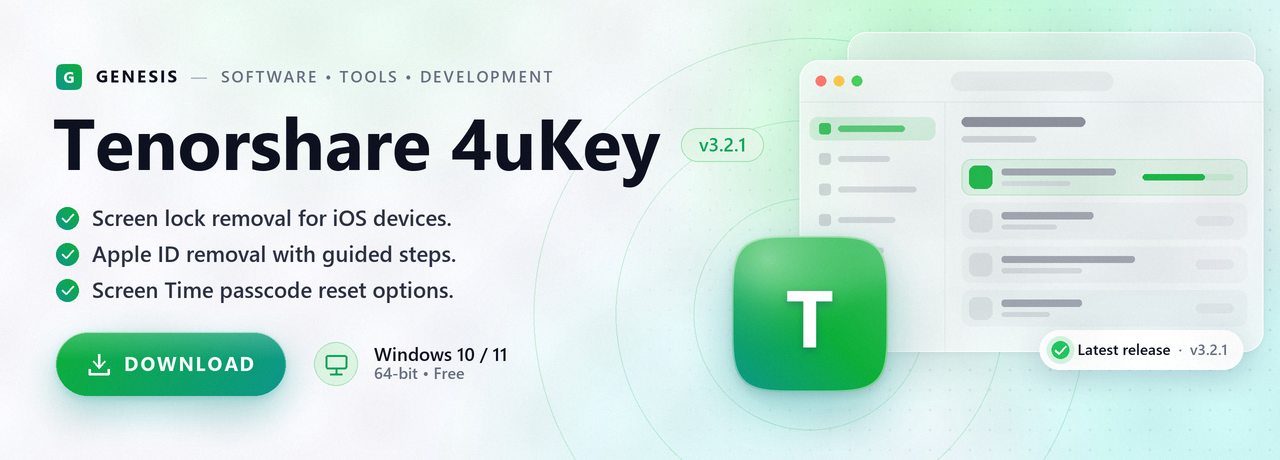 G GENESIS — SOFTWARE • TOOLS • DEVELOPMENT
Tenorshare 4uKey v3.2.1
Screen lock removal for iOS devices.
Apple ID removal with guided steps.
Screen Time passcode reset options.
DOWNLOAD
Windows 10 / 11
64-bit • Free
T
Latest release · v3.2.1